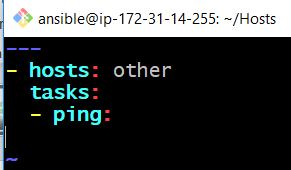 ansible@ip-172-31-14-255: ~/Hosts
---
- hosts: other
  tasks:
  - ping:
~